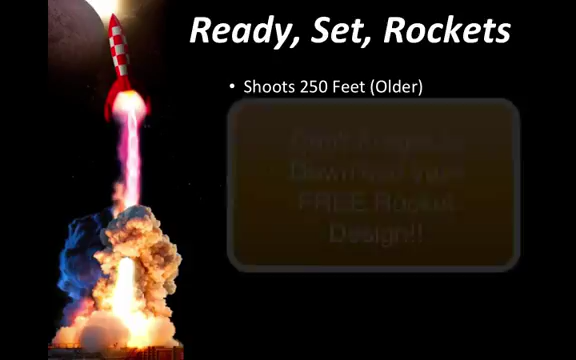 Ready, Set, Rockets
• Shoots 250 Feet (Older)
Download your
FREE Rocket
Design!!